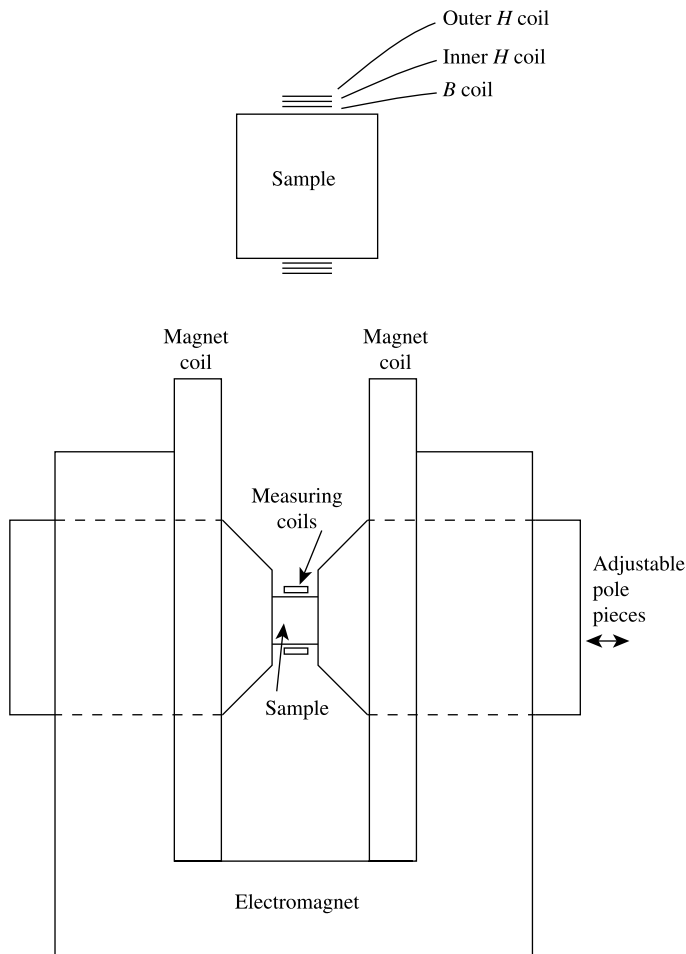 Outer H coil
Inner H coil
B coil
Sample
Magnet
coil
Magnet
coil
Measuring
coils
Adjustable
pole
pieces
Sample
Electromagnet